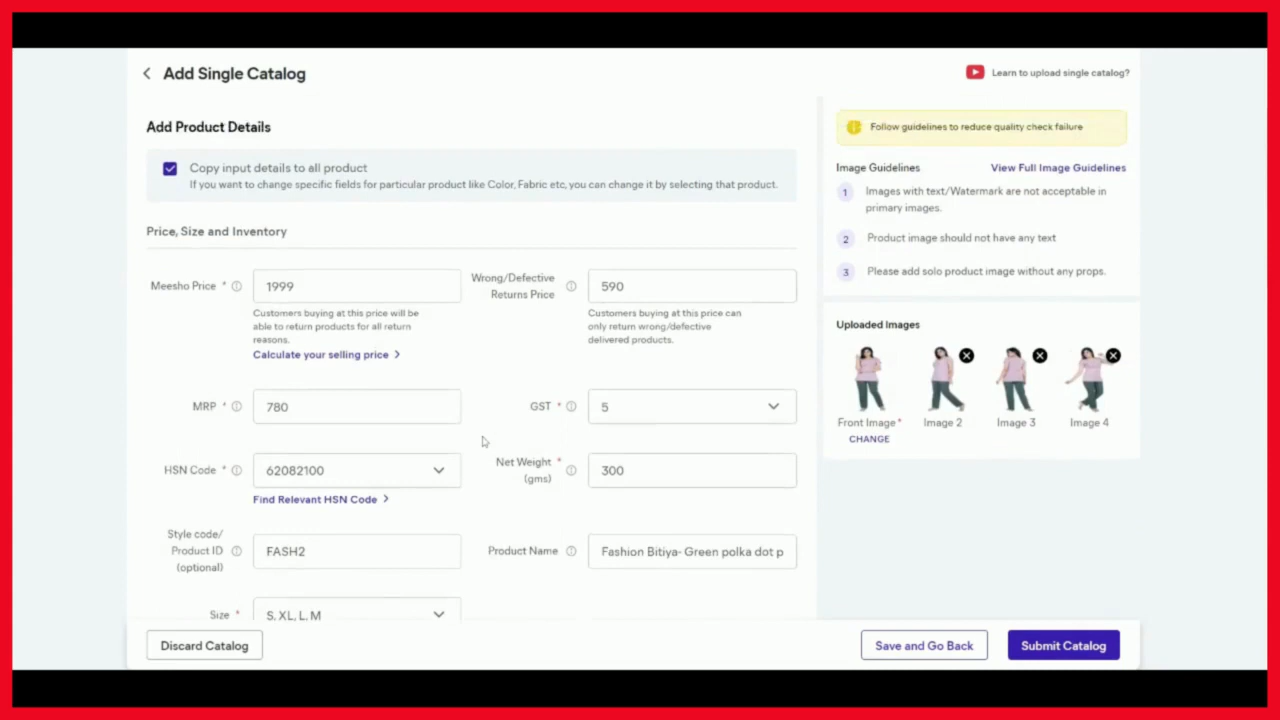 Add Single Catalog
Learn to upload single catalog?
Add Product Details
Copy input details to all product
If you want to change specific fields for particular product like Color, Fabric etc, you can change it by selecting that product.
Price, Size and Inventory
Meesho Price *
1999
Customers buying at this price will be
able to return products for all return
reasons.
Calculate your selling price
Wrong/Defective
Returns Price
590
Customers buying at this price can
only return wrong/defective
delivered products.
MRP *
780
GST *
5
HSN Code *
62082100
Find Relevant HSN Code
Net Weight *
(gms)
300
Style code/
Product ID
(optional)
FASH2
Product Name
Fashion Bitiya- Green polka dot p
Size *
S, XL, L, M
Follow guidelines to reduce quality check failure
Image Guidelines
View Full Image Guidelines
1
Images with text/Watermark are not acceptable in
primary images.
2
Product image should not have any text
3
Please add solo product image without any props.
Uploaded Images
Front Image *
CHANGE
Image 2
Image 3
Image 4
Discard Catalog
Save and Go Back
Submit Catalog